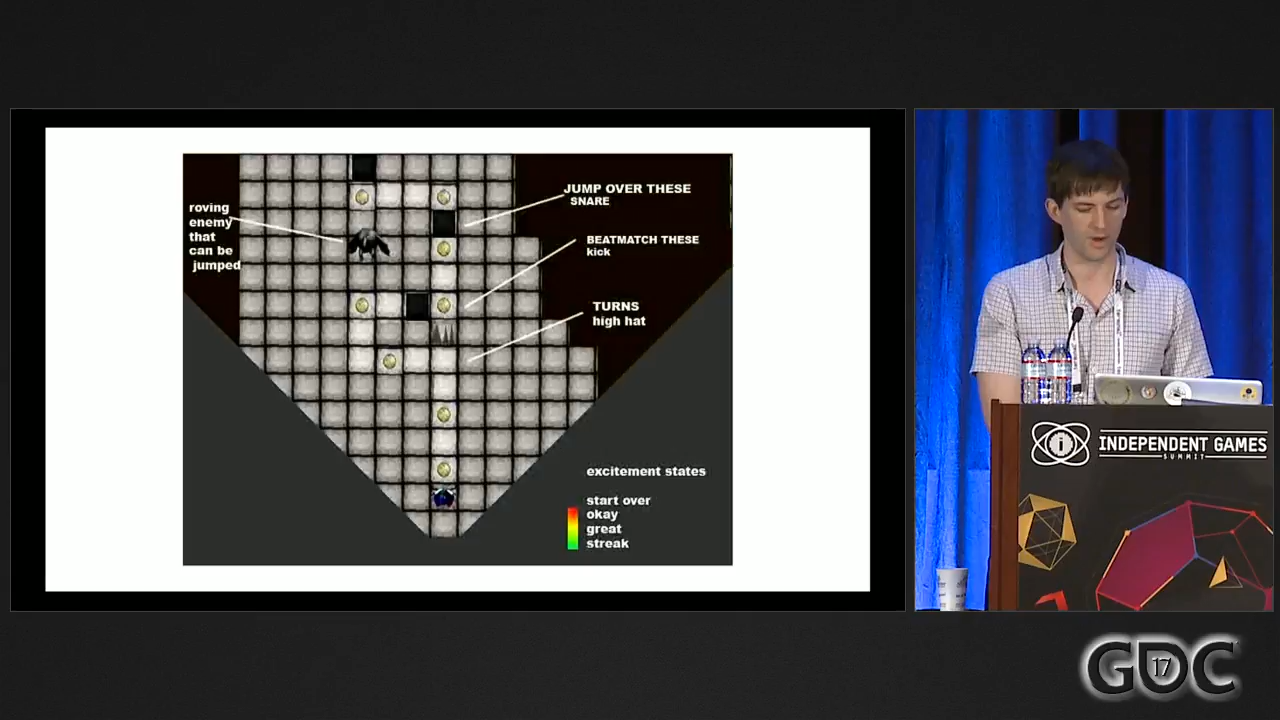 roving
enemy
that
can be
jumped
JUMP OVER THESE
SNARE
BEATMATCH THESE
kick
TURNS
high hat
excitement states
start over
okay
great
streak
i
INDEPENDENT GAMES
SUMMIT
GDC
17